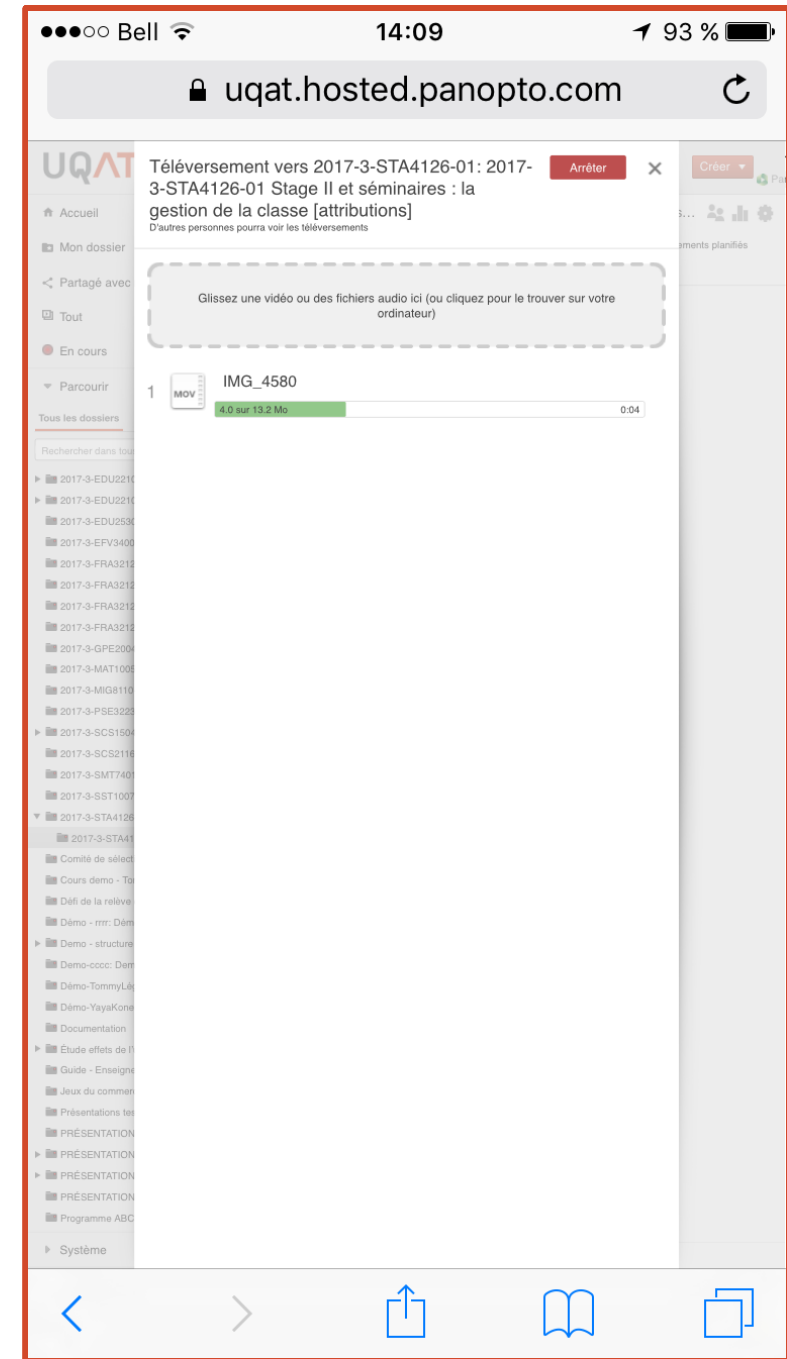 Bell 14:09 93 %
uqat.hosted.panopto.com
UQAT
Téléversement vers 2017-3-STA4126-01: 2017-
3-STA4126-01 Stage II et séminaires : la
gestion de la classe [attributions]
D'autres personnes pourra voir les téléversements
Arrêter
Créer
Accueil
Mon dossier
Partagé avec
Tout
En cours
Parcourir
Tous les dossiers
Rechercher dans tou
ements planifiés
Glissez une vidéo ou des fichiers audio ici (ou cliquez pour le trouver sur votre
ordinateur)
1 MOV IMG_4580
4.0 sur 13.2 Mo 0:04
2017-3-EDU2210
2017-3-EDU2210
2017-3-EDU2530
2017-3-EFV3400
2017-3-FRA3212
2017-3-FRA3212
2017-3-FRA3212
2017-3-FRA3212
2017-3-GPE2004
2017-3-MAT1005
2017-3-MIG8110
2017-3-PSE3223
2017-3-SCS1504
2017-3-SCS2116
2017-3-SMT7401
2017-3-SST1007
2017-3-STA4126
2017-3-STA41
Comité de sélect
Cours demo - To
Défi de la relève
Démo - rrrr: Dém
Demo - structure
Demo-cccc: Dem
Démo-TommyLé
Démo-YayaKone
Documentation
Étude effets de l'
Guide - Enseigne
Jeux du commer
Présentations tes
PRÉSENTATION
PRÉSENTATION
PRÉSENTATION
PRÉSENTATION
Programme ABC
Système